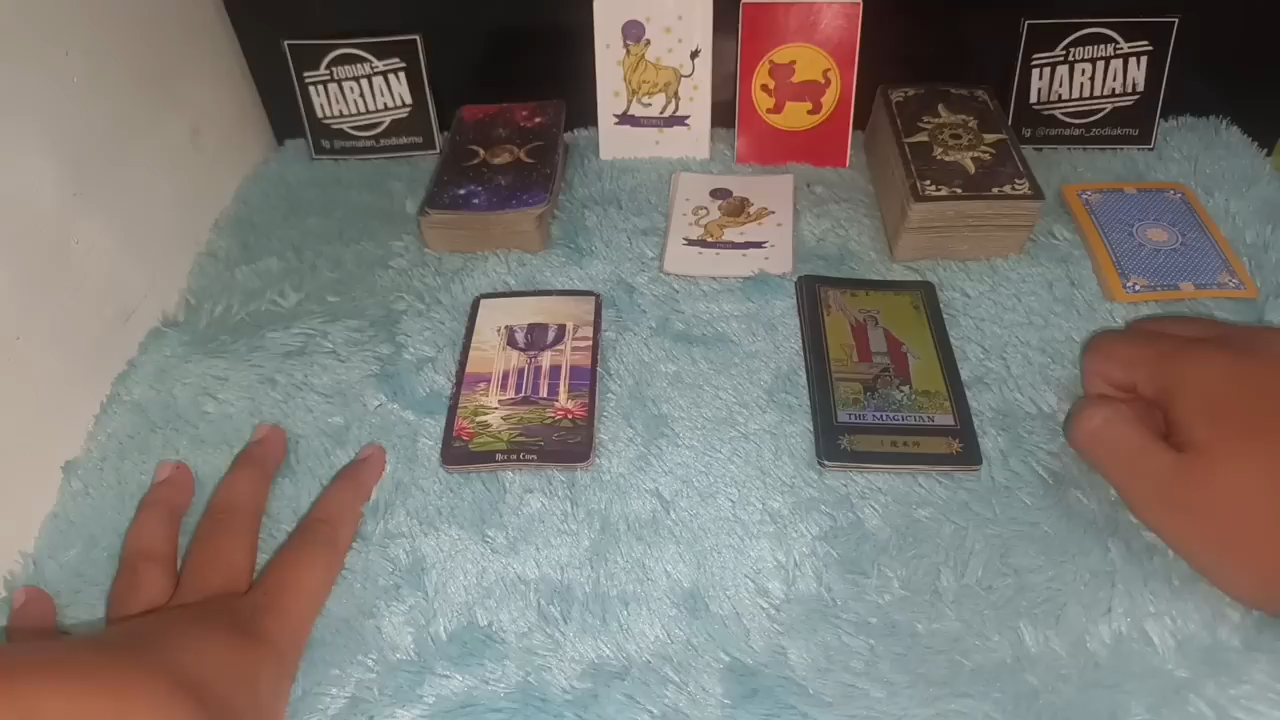 ZODIAK
HARIAN
Ig: @ramalan_zodiakmu
ZODIAK
HARIAN
Ig: @ramalan_zodiakmu
ACE OF CUPS
I
THE MAGICIAN